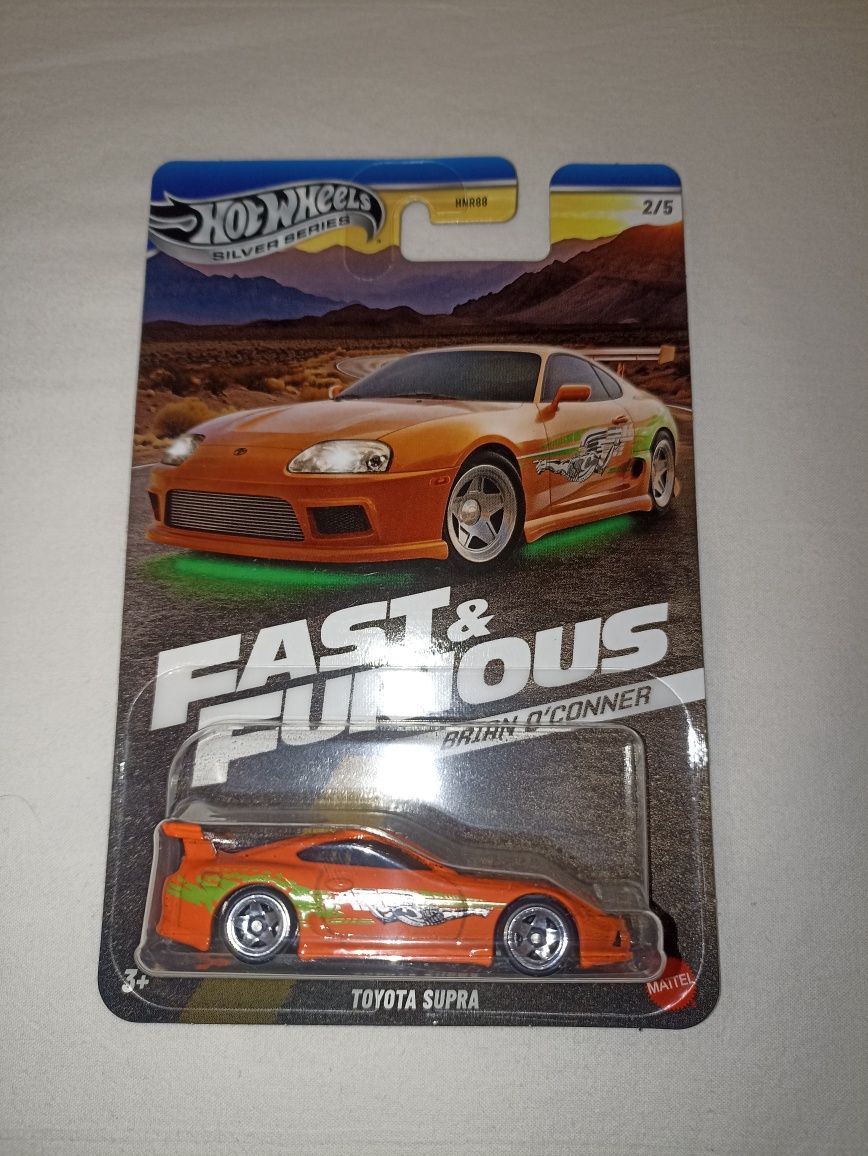 HOT WHEELS
SILVER SERIES
HNR88
2/5
FAST &
FURIOUS
BRIAN O'CONNER
3+
TOYOTA SUPRA
MATTEL